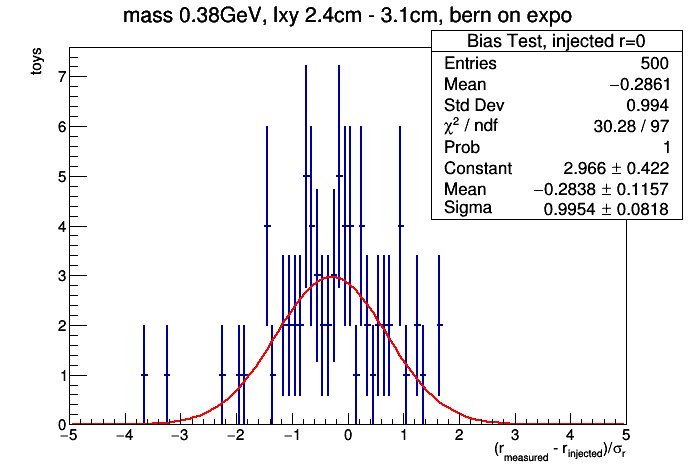 mass 0.38GeV, lxy 2.4cm - 3.1cm, bern on expo
Bias Test, injected r=0
Entries 500
Mean −0.2861
Std Dev 0.994
χ² / ndf 30.28 / 97
Prob 1
Constant 2.966 ± 0.422
Mean −0.2838 ± 0.1157
Sigma 0.9954 ± 0.0818
toys
7
6
5
4
3
2
1
0
−5 −4 −3 −2 −1 0 1 2 3 4 5
(r_measured - r_injected)/σ_r